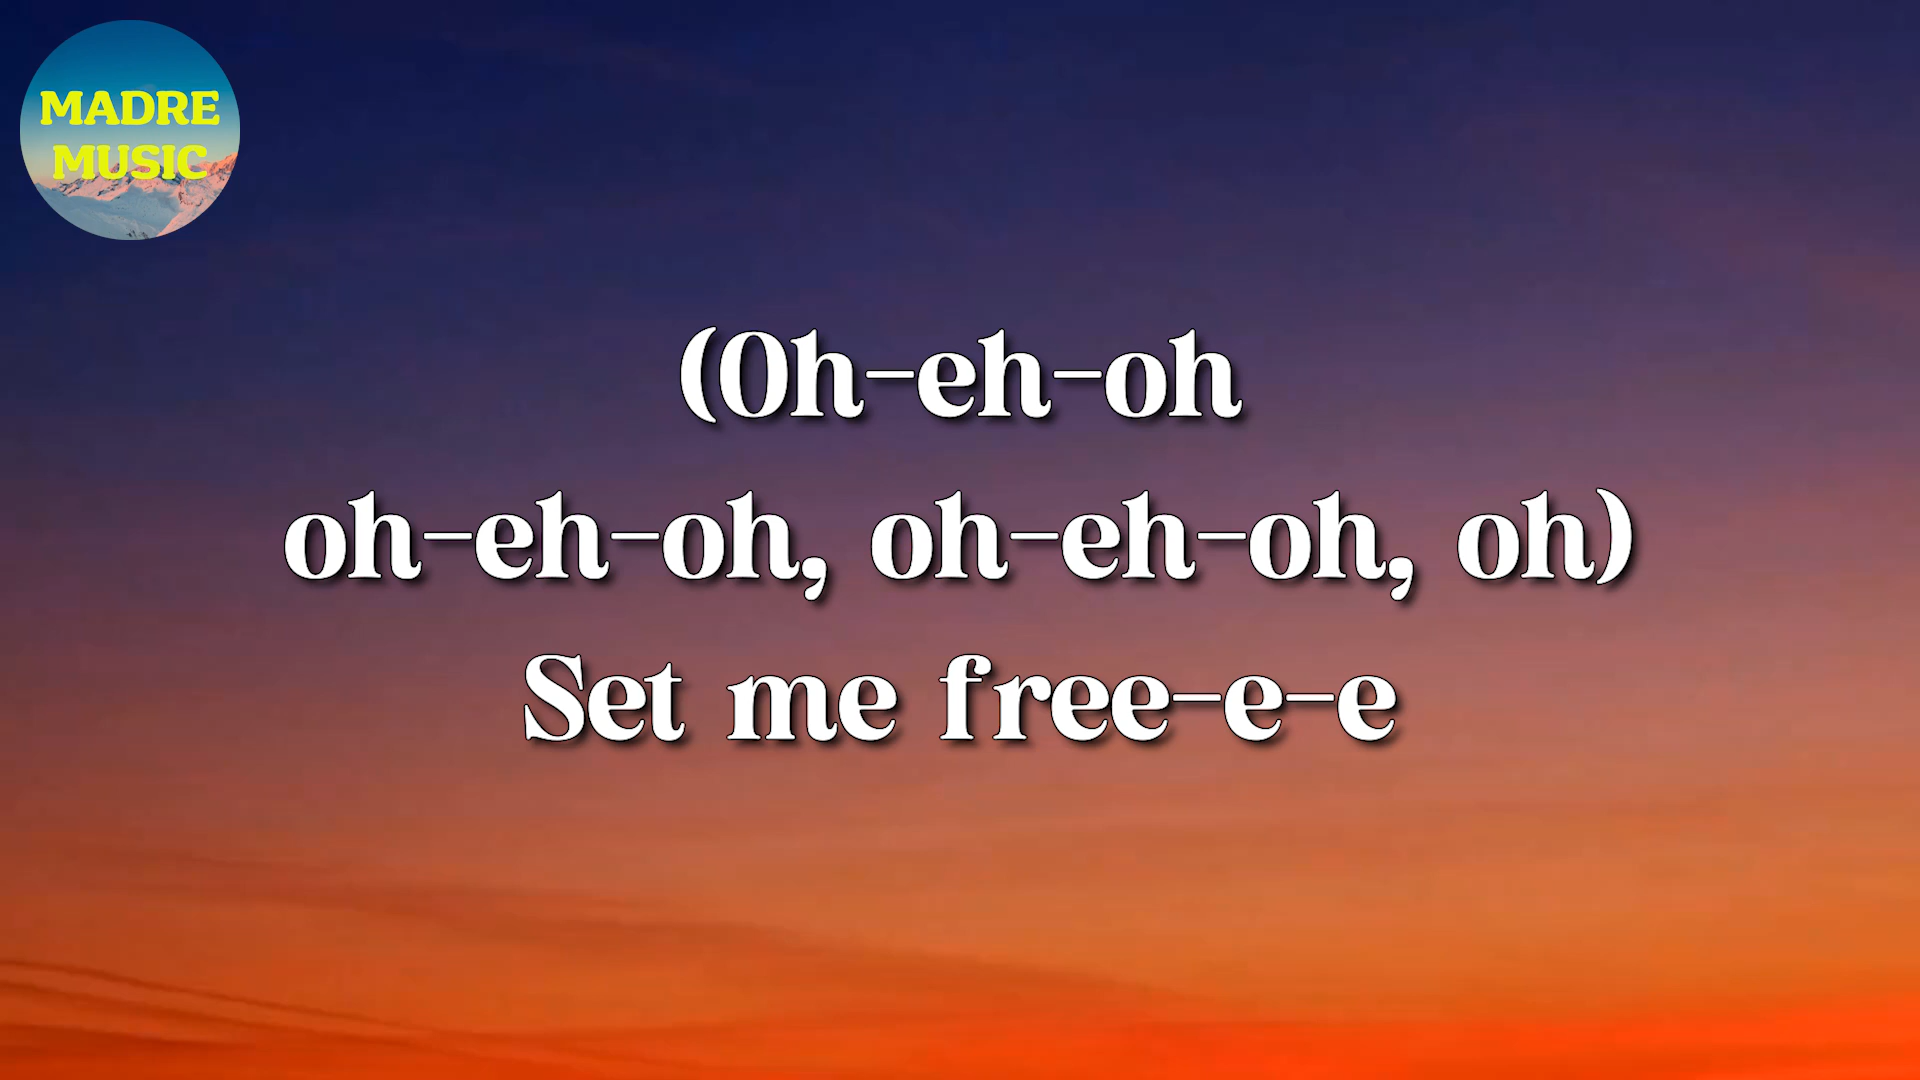 MADRE
MUSIC
(Oh-eh-oh
oh-eh-oh, oh-eh-oh, oh)
Set me free-e-e